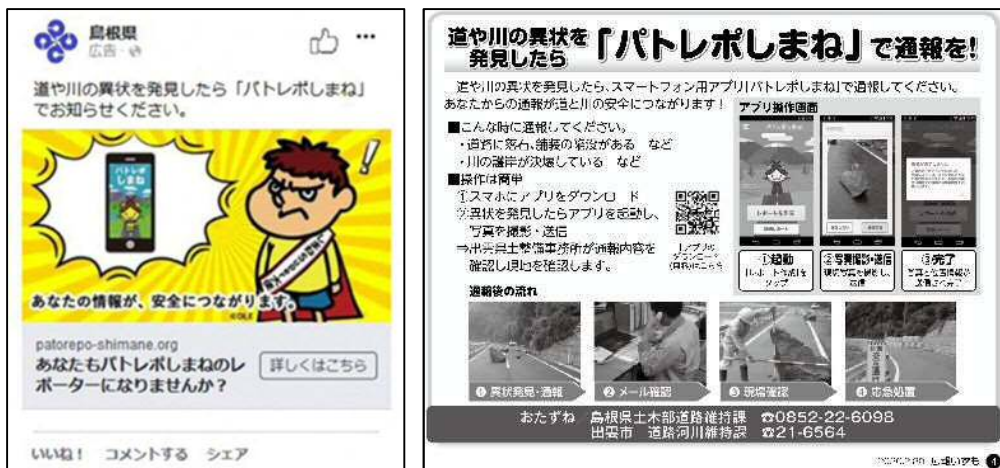 島根県
広告
道や川の異状を発見したら「パトレポしまね」
でお知らせください。
パトレポ
しまね
あなたの情報が、安全につながります。
©DLE
patorepo-shimane.org
あなたもパトレポしまねのレ
ポーターになりませんか？
詳しくはこちら
いいね！ コメントする シェア
道や川の異状を
発見したら
「パトレポしまね」で通報を!
道や川の異状を発見したら、スマートフォン用アプリ「パトレポしまね」で通報してください。
あなたからの通報が道と川の安全につながります！
■こんな時に通報してください。
・道路に落石、舗装の陥没がある など
・川の護岸が決壊している など
■操作は簡単
①スマホにアプリをダウンロード
②異状を発見したらアプリを起動し、
写真を撮影・送信
⇒出雲県土整備事務所が通報内容を
確認し現地を確認します。
アプリ操作画面
①起動
②写真撮影・送信
③完了
通報後の流れ
❶ 異状発見・通報
❷ メール確認
❸ 現場確認
❹ 応急処置
おたずね 島根県土木部道路維持課 ☎0852-22-6098
出雲市 道路河川維持課 ☎21-6564